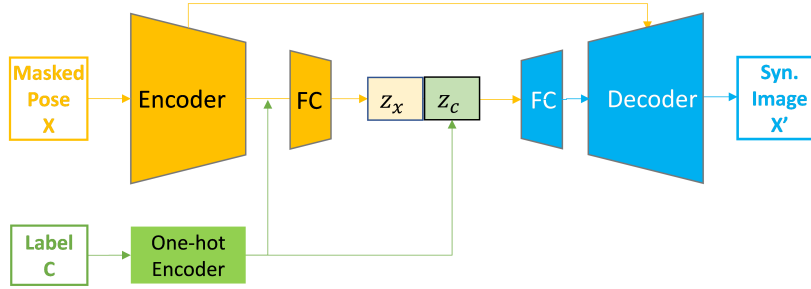 Masked
Pose
X
Encoder
FC
z_x
z_c
FC
Decoder
Syn.
Image
X'
Label
C
One-hot
Encoder